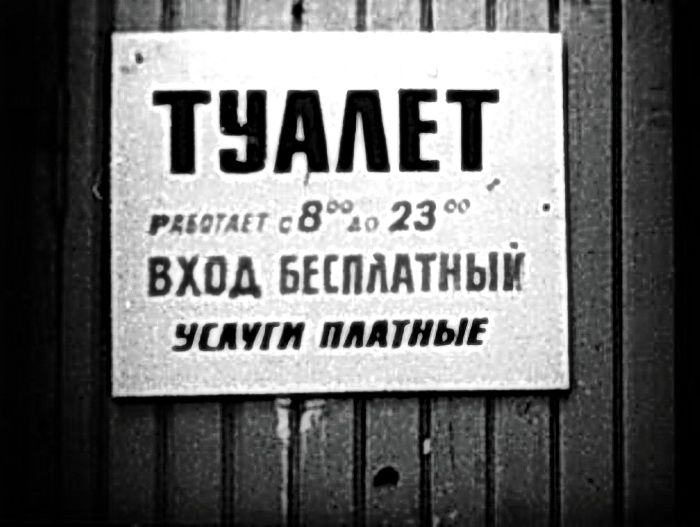 ТУАЛЕТ
РАБОТАЕТ С 8⁰⁰ ДО 23⁰⁰
ВХОД БЕСПЛАТНЫЙ
УСЛУГИ ПЛАТНЫЕ